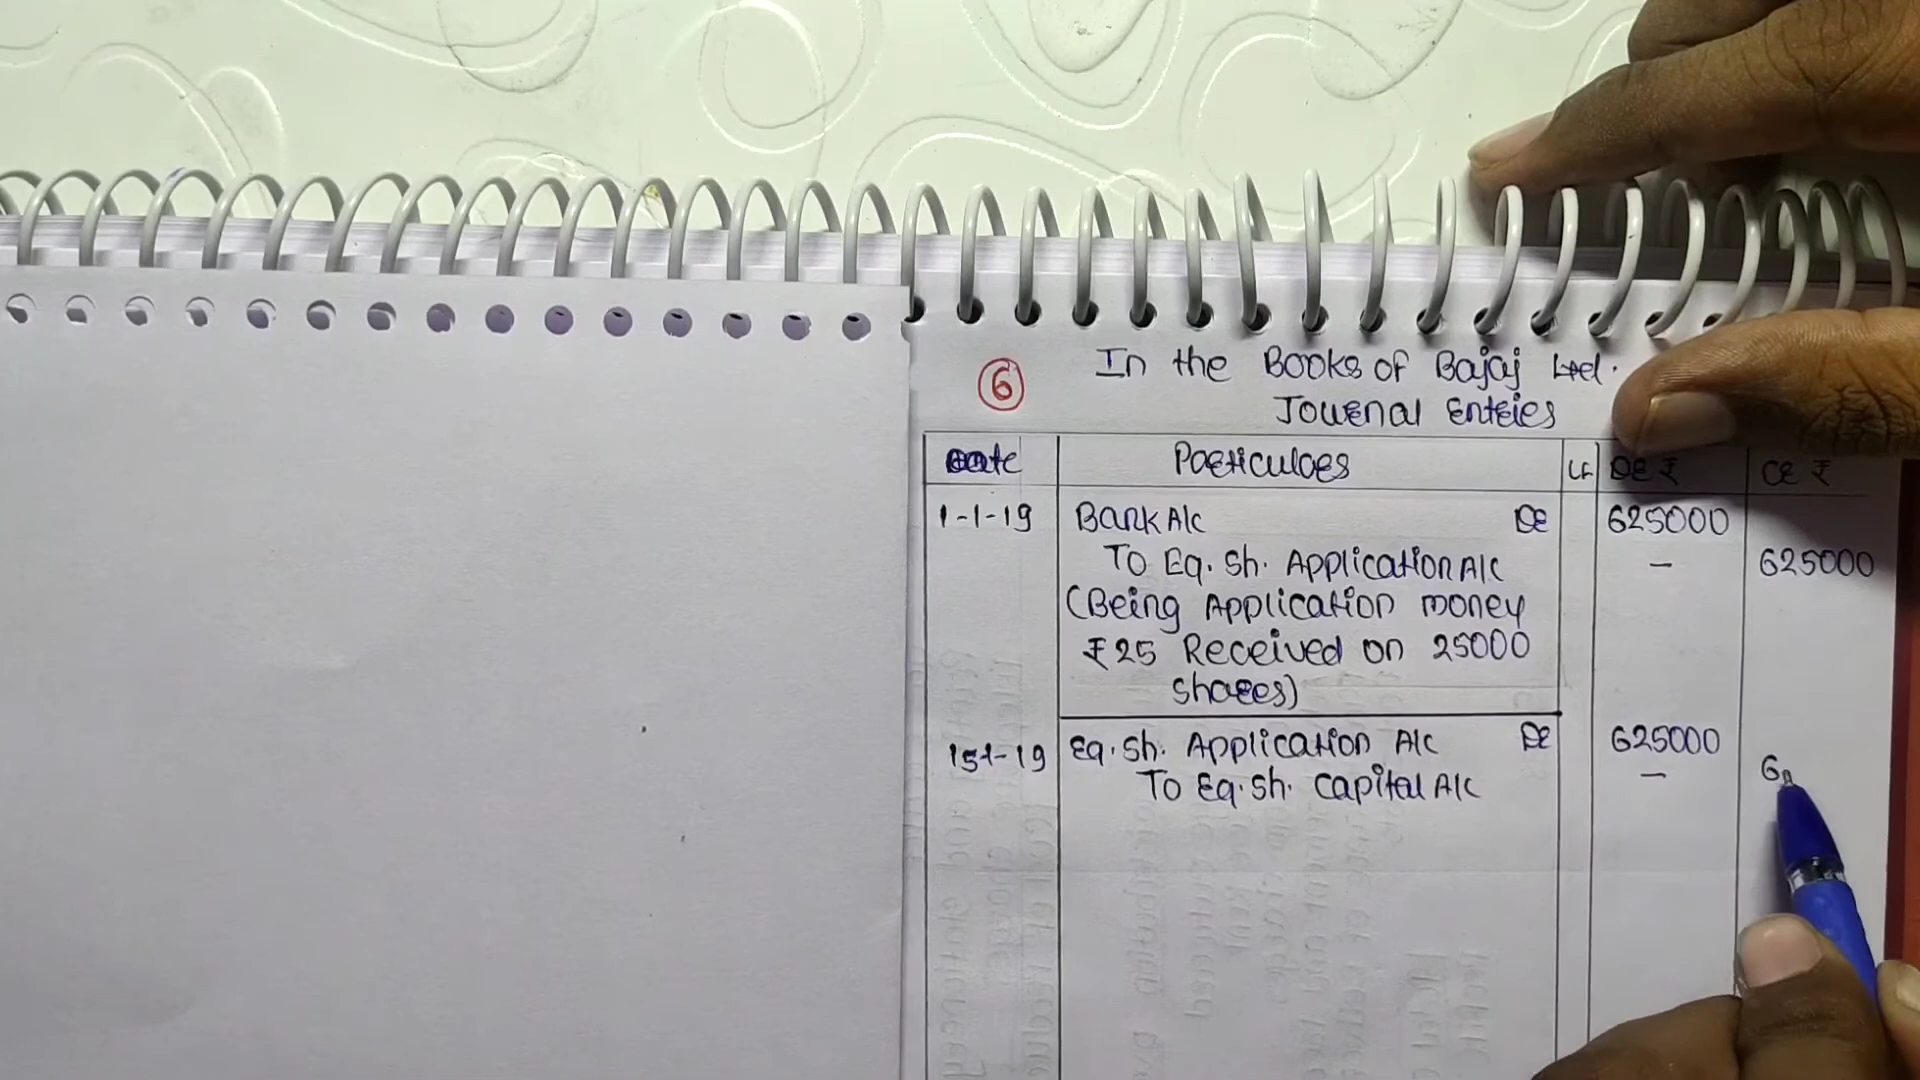 6
In the Books of Bajaj Ltd.
Journal Entries
Date Particulars LF DR ₹ CR ₹
1-1-19 Bank A/c DR 625000
To Eq. Sh. Application A/c - 625000
(Being Application money
₹25 Received on 25000
shares)
15-1-19 Eq. Sh. Application A/c DR 625000
To Eq. Sh. Capital A/c - 6